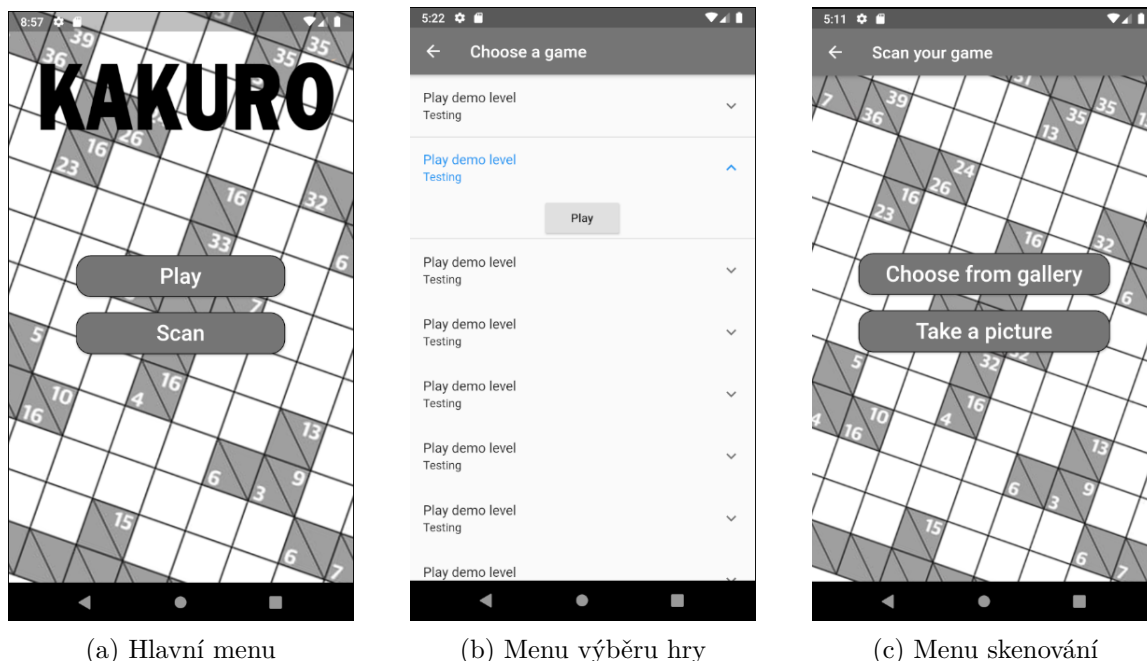 8:57
KAKURO
39
36
35
35
16
26
23
16
32
33
6
7
Play
Scan
5
10
16
16
4
13
6
3
9
15
6
7
(a) Hlavní menu
5:22
Choose a game
Play demo level
Testing
Play demo level
Testing
Play
Play demo level
Testing
Play demo level
Testing
Play demo level
Testing
Play demo level
Testing
Play demo level
Testing
Play demo level
(b) Menu výběru hry
5:11
Scan your game
7
39
36
35
35
13
24
26
16
23
16
32
6
Choose from gallery
Take a picture
32
5
10
16
4
16
4
13
6
3
9
15
6
7
(c) Menu skenování